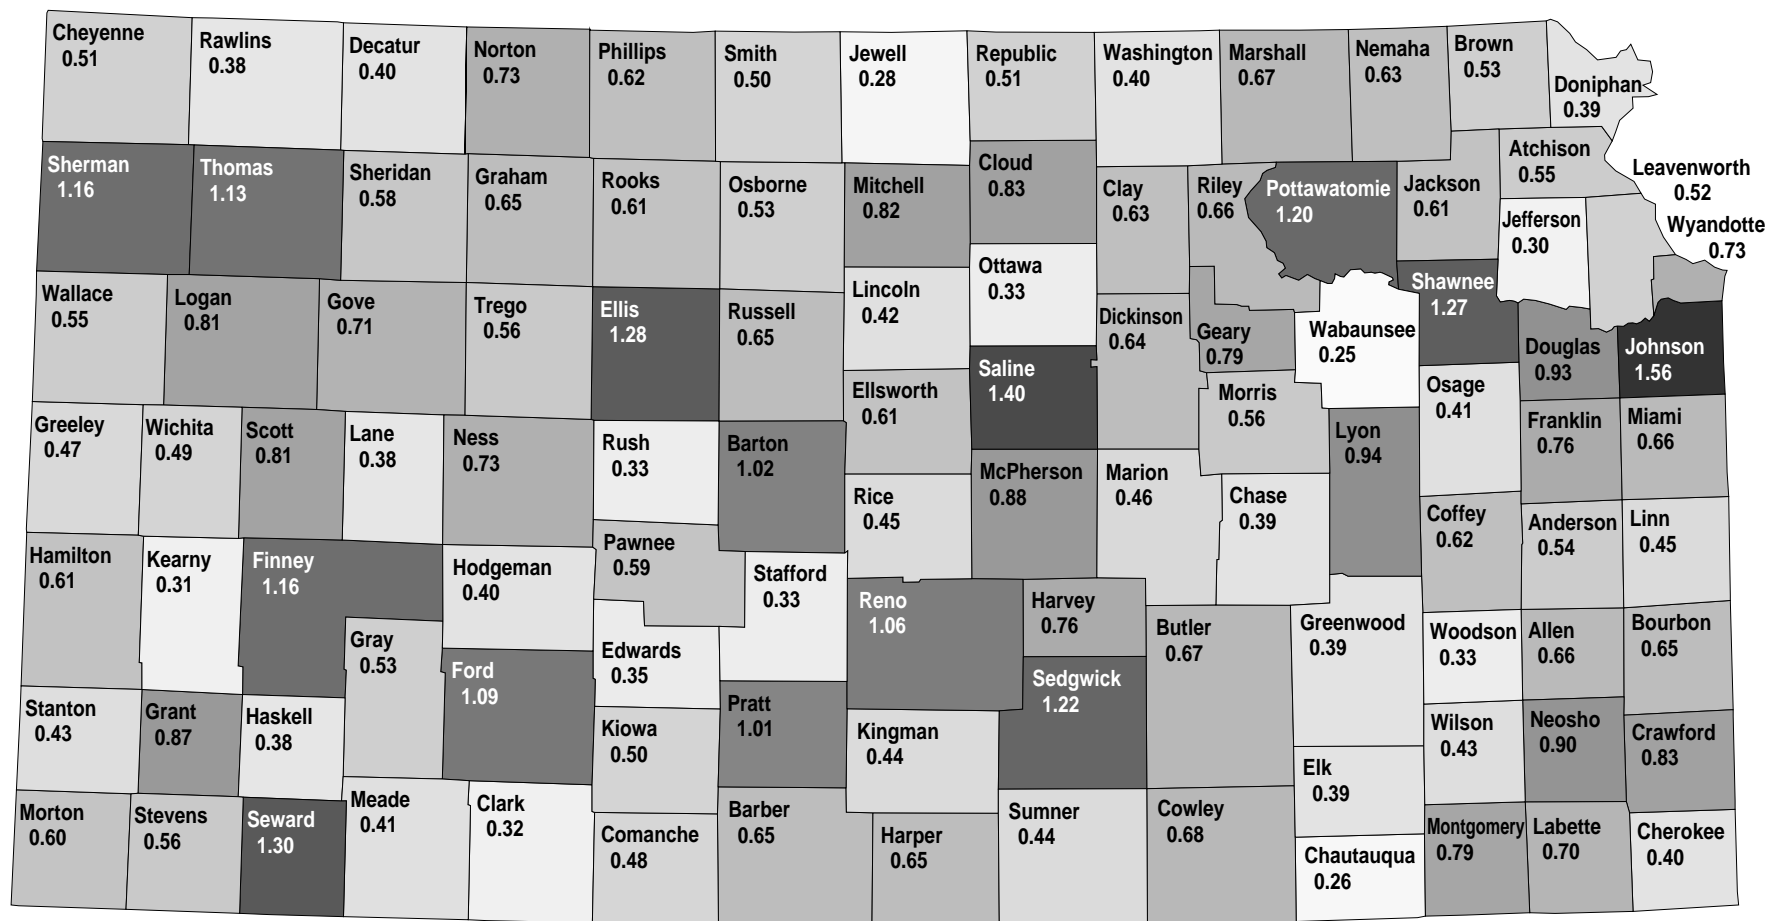 Cheyenne
0.51
Rawlins
0.38
Decatur
0.40
Norton
0.73
Phillips
0.62
Smith
0.50
Jewell
0.28
Republic
0.51
Washington
0.40
Marshall
0.67
Nemaha
0.63
Brown
0.53
Doniphan
0.39
Sherman
1.16
Thomas
1.13
Sheridan
0.58
Graham
0.65
Rooks
0.61
Osborne
0.53
Mitchell
0.82
Cloud
0.83
Clay
0.63
Riley
0.66
Pottawatomie
1.20
Jackson
0.61
Atchison
0.55
Leavenworth
0.52
Jefferson
0.30
Wyandotte
0.73
Wallace
0.55
Logan
0.81
Gove
0.71
Trego
0.56
Ellis
1.28
Russell
0.65
Lincoln
0.42
Ottawa
0.33
Dickinson
0.64
Geary
0.79
Wabaunsee
0.25
Shawnee
1.27
Douglas
0.93
Johnson
1.56
Ellsworth
0.61
Saline
1.40
Morris
0.56
Osage
0.41
Franklin
0.76
Miami
0.66
Greeley
0.47
Wichita
0.49
Scott
0.81
Lane
0.38
Ness
0.73
Rush
0.33
Barton
1.02
Rice
0.45
McPherson
0.88
Marion
0.46
Chase
0.39
Lyon
0.94
Coffey
0.62
Anderson
0.54
Linn
0.45
Hamilton
0.61
Kearny
0.31
Finney
1.16
Hodgeman
0.40
Pawnee
0.59
Stafford
0.33
Reno
1.06
Harvey
0.76
Butler
0.67
Greenwood
0.39
Woodson
0.33
Allen
0.66
Bourbon
0.65
Gray
0.53
Ford
1.09
Edwards
0.35
Sedgwick
1.22
Stanton
0.43
Grant
0.87
Haskell
0.38
Kiowa
0.50
Pratt
1.01
Kingman
0.44
Elk
0.39
Wilson
0.43
Neosho
0.90
Crawford
0.83
Morton
0.60
Stevens
0.56
Seward
1.30
Meade
0.41
Clark
0.32
Comanche
0.48
Barber
0.65
Harper
0.65
Sumner
0.44
Cowley
0.68
Chautauqua
0.26
Montgomery
0.79
Labette
0.70
Cherokee
0.40